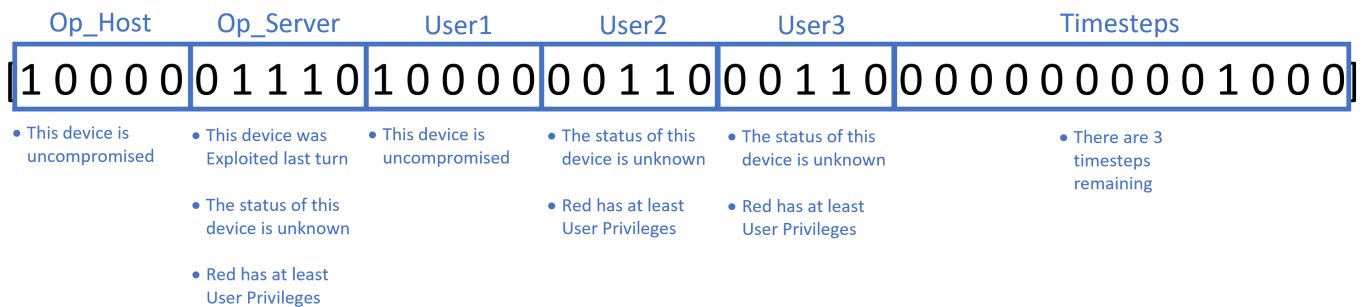 Op_Host Op_Server User1 User2 User3 Timesteps
[1 0 0 0 0 0 1 1 1 0 1 0 0 0 0 0 0 1 1 0 0 0 1 1 0 0 0 0 0 0 0 0 0 0 1 0 0 0]
• This device is
uncompromised
• This device was
Exploited last turn
• The status of this
device is unknown
• Red has at least
User Privileges
• This device is
uncompromised
• The status of this
device is unknown
• Red has at least
User Privileges
• The status of this
device is unknown
• Red has at least
User Privileges
• There are 3
timesteps
remaining